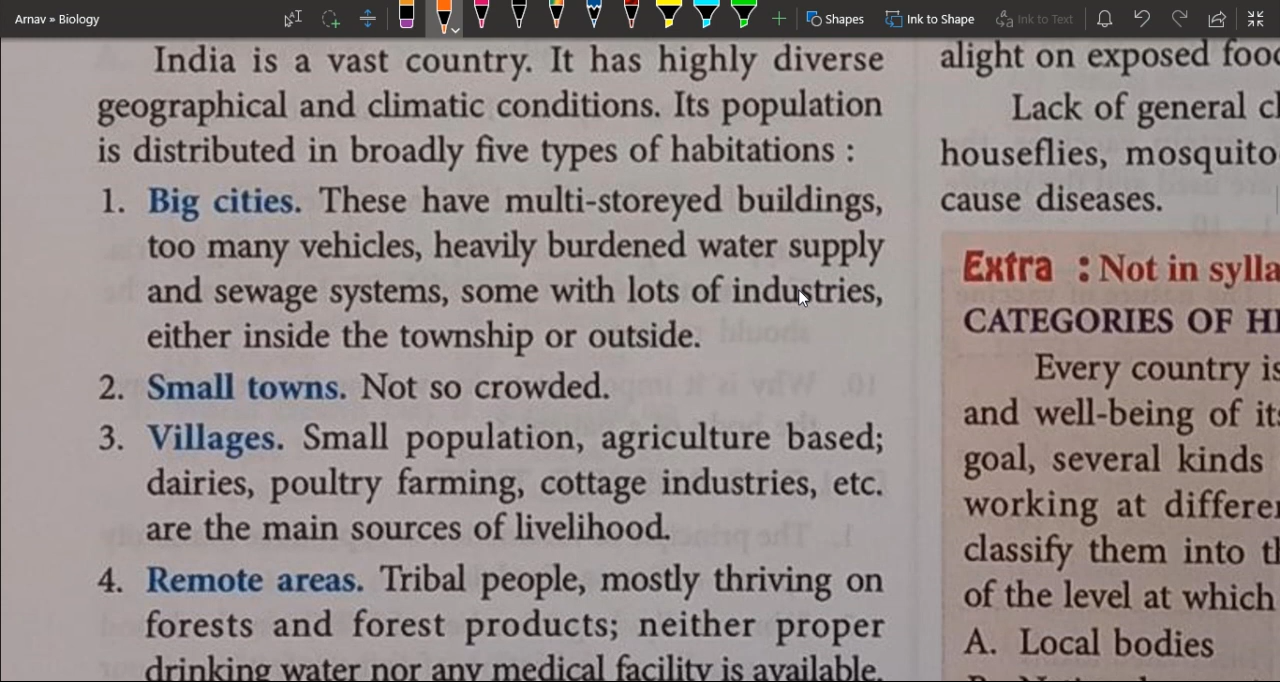 Arnav » Biology
Shapes
Ink to Shape
Ink to Text
India is a vast country. It has highly diverse
geographical and climatic conditions. Its population
is distributed in broadly five types of habitations :
1. Big cities. These have multi-storeyed buildings,
too many vehicles, heavily burdened water supply
and sewage systems, some with lots of industries,
either inside the township or outside.
2. Small towns. Not so crowded.
3. Villages. Small population, agriculture based;
dairies, poultry farming, cottage industries, etc.
are the main sources of livelihood.
4. Remote areas. Tribal people, mostly thriving on
forests and forest products; neither proper
drinking water nor any medical facility is available.
alight on exposed
Lack of general
houseflies,
cause diseases.
Extra : Not in
CATEGORIES OF
Every country is
and well-being of
goal, several kinds
working at
classify them into
of the level at which
A. Local bodies